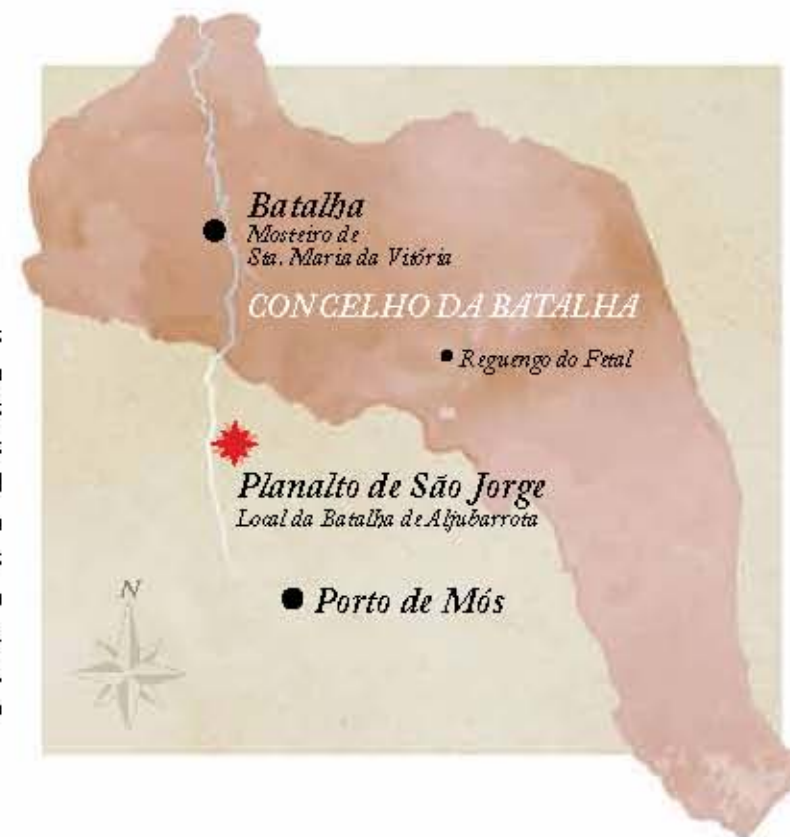 Batalha
Mosteiro de
Sta. Maria da Vitória
CONCELHO DA BATALHA
Reguengo do Fetal
Planalto de São Jorge
Local da Batalha de Aljubarrota
Porto de Mós
N